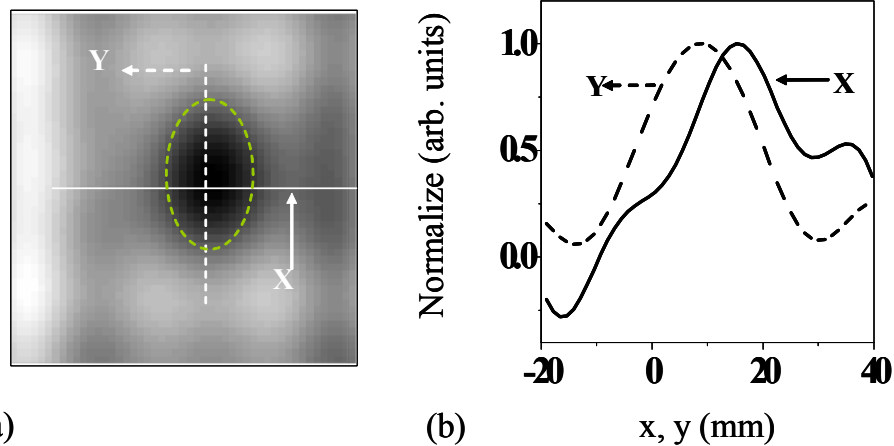 Y
X
a)
Normalize (arb. units)
1.0
0.5
0.0
Y
X
-20 0 20 40
(b) x, y (mm)